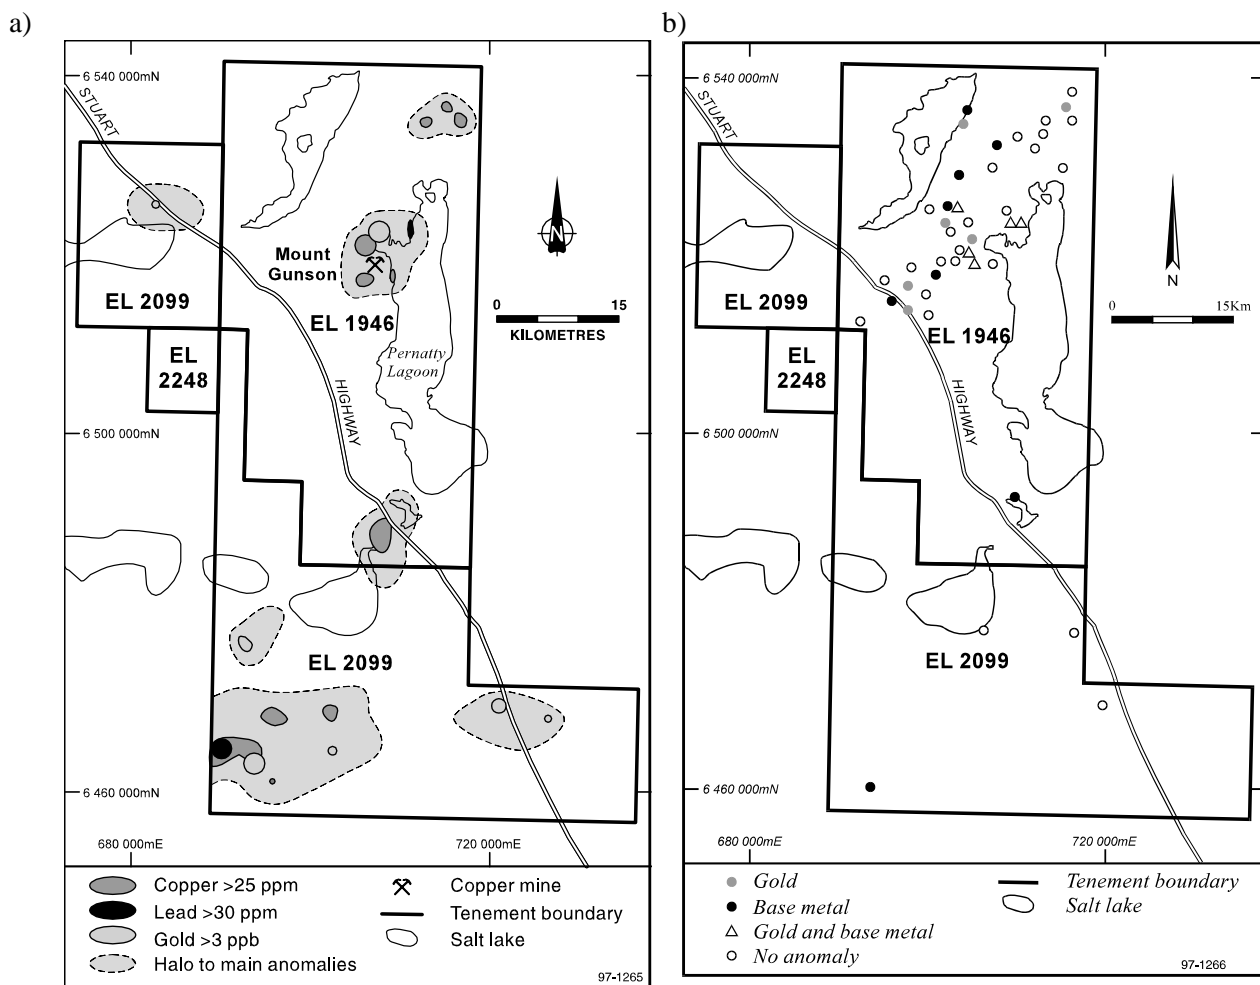 a)
6 540 000mN
STUART
Mount
Gunson
EL 2099
EL 1946
0 15
KILOMETRES
EL
2248
Pernatty
Lagoon
HIGHWAY
6 500 000mN
EL 2099
6 460 000mN
680 000mE 720 000mE
Copper >25 ppm
Lead >30 ppm
Gold >3 ppb
Halo to main anomalies
Copper mine
Tenement boundary
Salt lake
97-1265
N
b)
6 540 000mN
STUART
N
EL 2099
0 15Km
EL 1946
EL
2248
HIGHWAY
6 500 000mN
EL 2099
6 460 000mN
680 000mE 720 000mE
Gold
Base metal
Gold and base metal
No anomaly
Tenement boundary
Salt lake
97-1266